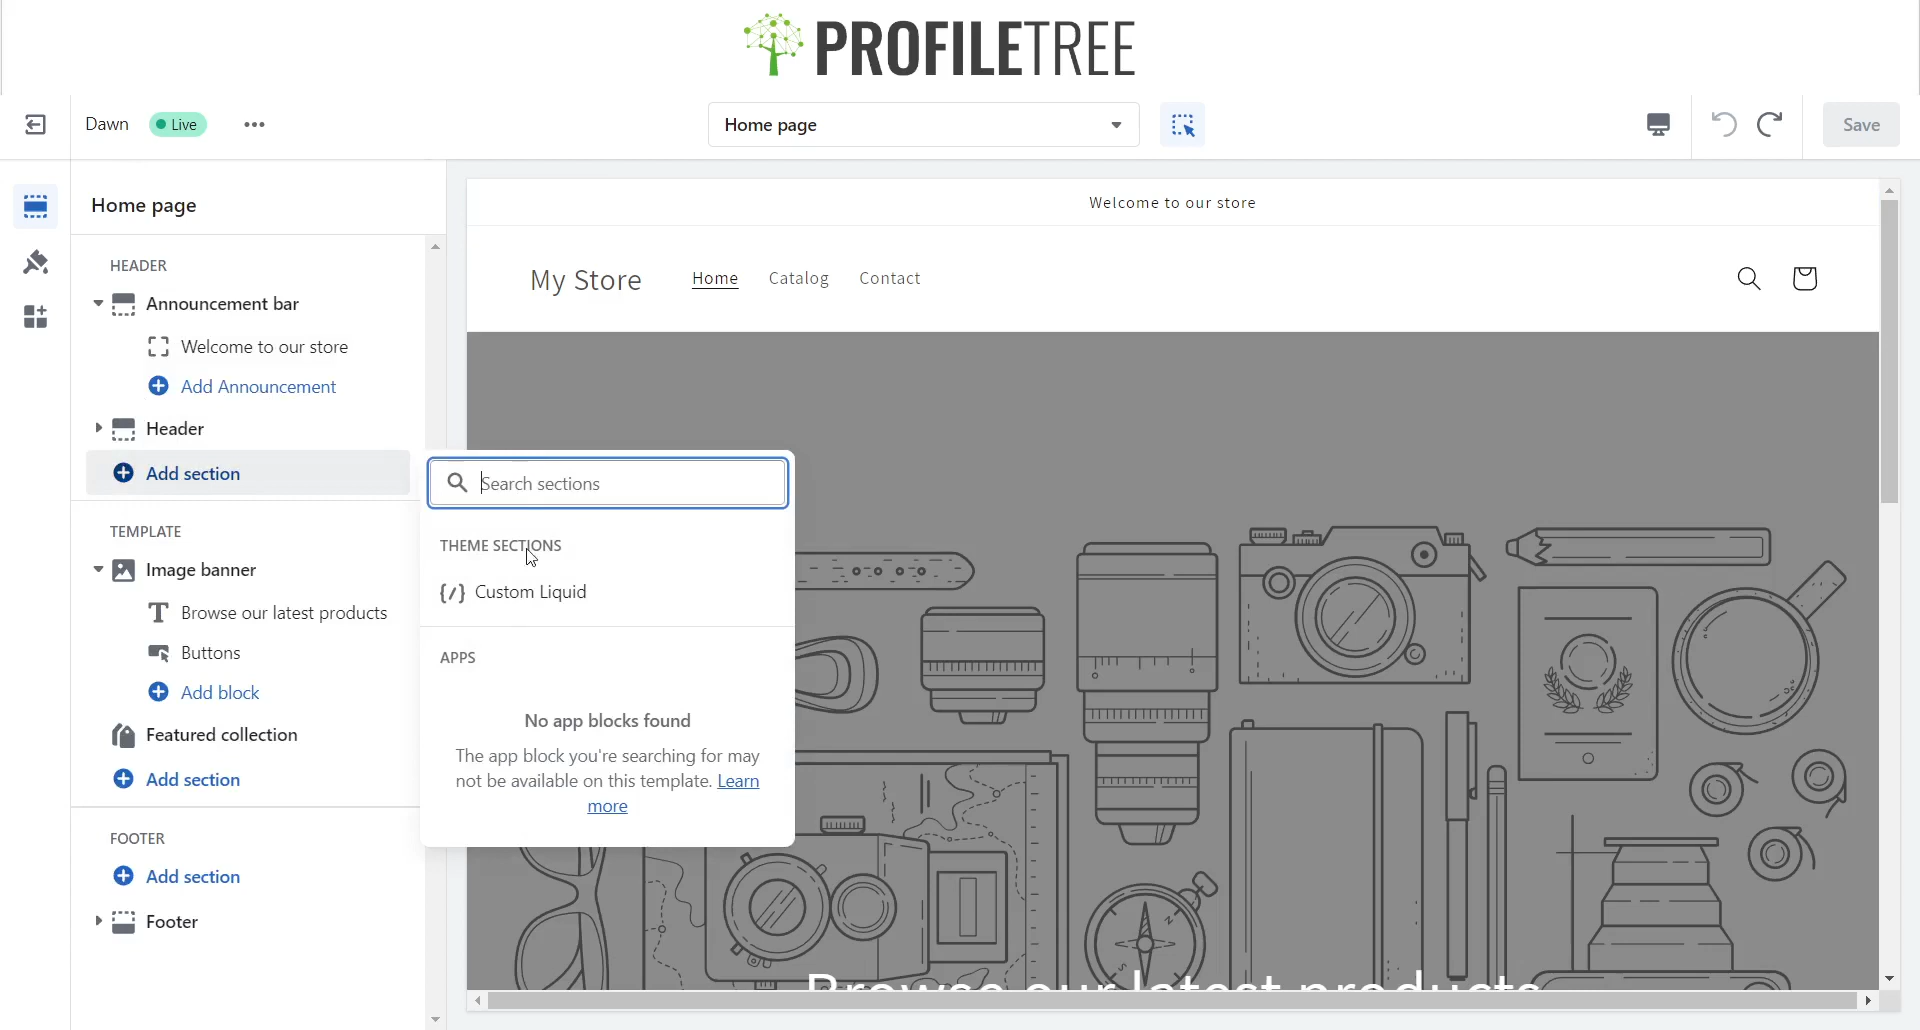 PROFILETREE
Dawn
Live
Home page
Save
Home page
HEADER
Announcement bar
Welcome to our store
Add Announcement
Header
Add section
TEMPLATE
Image banner
Browse our latest products
Buttons
Add block
Featured collection
Add section
FOOTER
Add section
Footer
Search sections
THEME SECTIONS
{/} Custom Liquid
APPS
No app blocks found
The app block you're searching for may
not be available on this template. Learn
more
Welcome to our store
My Store
Home
Catalog
Contact
N
S
Browse our latest products